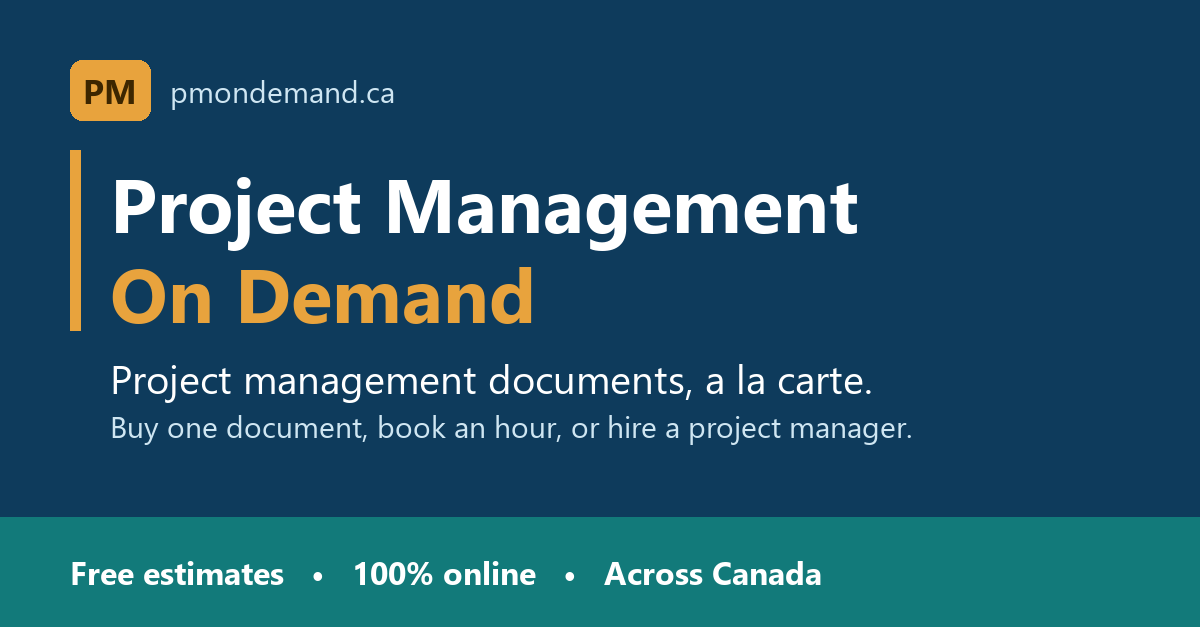 PM
pmondemand.ca
Project Management
On Demand
Project management documents, a la carte.
Buy one document, book an hour, or hire a project manager.
Free estimates • 100% online • Across Canada